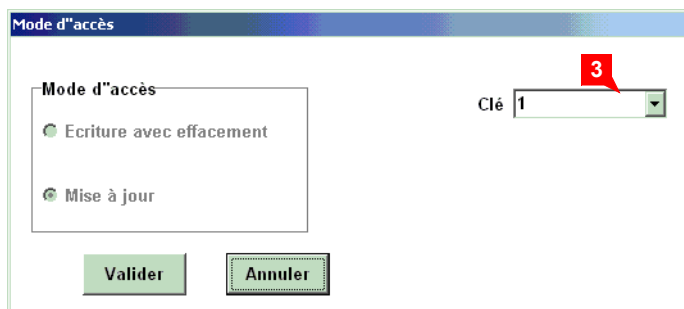 Mode d"accès
Mode d"accès
Ecriture avec effacement
Mise à jour
3
Clé 1
Valider
Annuler